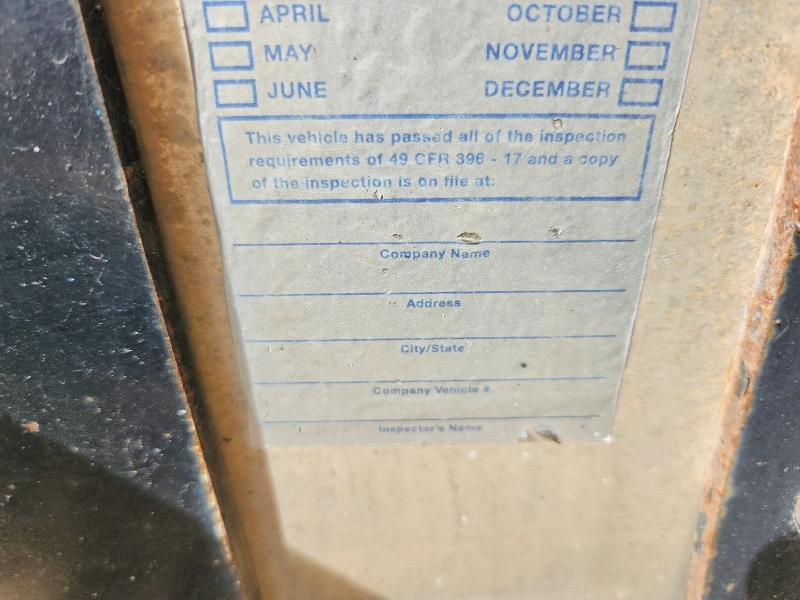 APRIL OCTOBER
MAY NOVEMBER
JUNE DECEMBER
This vehicle has passed all of the inspection
requirements of 49 CFR 396 - 17 and a copy
of the inspection is on file at:
Company Name
Address
City/State
Company Vehicle #
Inspector's Name